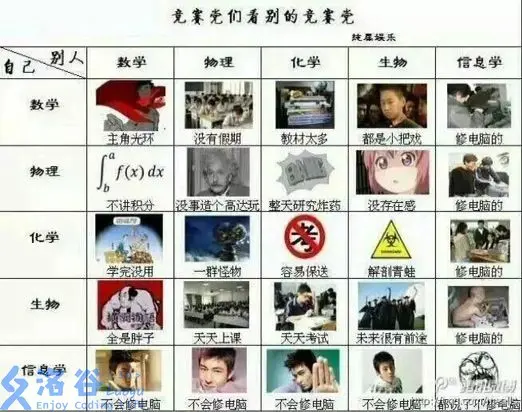 竞赛党们看别的竞赛党
纯属娱乐
别人
自己
数学 物理 化学 生物 信息学
数学
主角光环 没有假期 教材太多 都是小把戏 修电脑的
物理
∫_b^a f(x) dx
不讲积分 没事造个高达玩 整天研究炸药 没存在感 修电脑的
化学
考
学完没用 一群怪物 容易保送 解剖青蛙 修电脑的
生物
全是胖子 天天上课 天天考试 未来很有前途 修电脑的
信息学
不会修电脑 不会修电脑 不会修电脑 不会修电脑 都说了不修电脑
洛谷
Luogu
Enjoy Coding